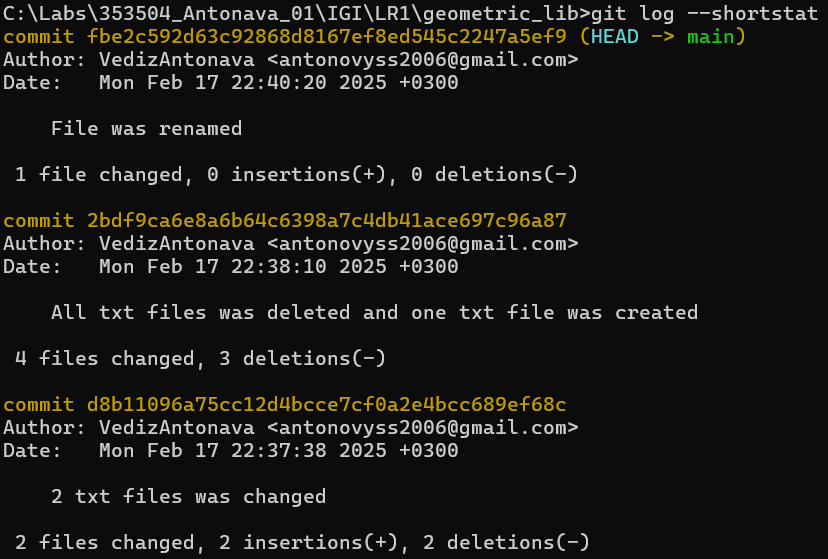 C:\Labs\353504_Antonava_01\IGI\LR1\geometric_lib>git log --shortstat
commit fbe2c592d63c92868d8167ef8ed545c2247a5ef9 (HEAD -> main)
Author: VedizAntonava <antonovyss2006@gmail.com>
Date:   Mon Feb 17 22:40:20 2025 +0300
    File was renamed
 1 file changed, 0 insertions(+), 0 deletions(-)
commit 2bdf9ca6e8a6b64c6398a7c4db41ace697c96a87
Author: VedizAntonava <antonovyss2006@gmail.com>
Date:   Mon Feb 17 22:38:10 2025 +0300
    All txt files was deleted and one txt file was created
 4 files changed, 3 deletions(-)
commit d8b11096a75cc12d4bcce7cf0a2e4bcc689ef68c
Author: VedizAntonava <antonovyss2006@gmail.com>
Date:   Mon Feb 17 22:37:38 2025 +0300
    2 txt files was changed
 2 files changed, 2 insertions(+), 2 deletions(-)